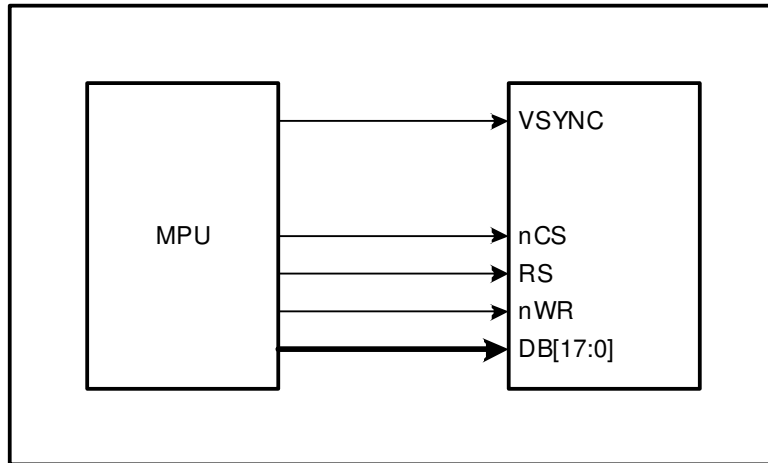 VSYNC
MPU
nCS
RS
nWR
DB[17:0]